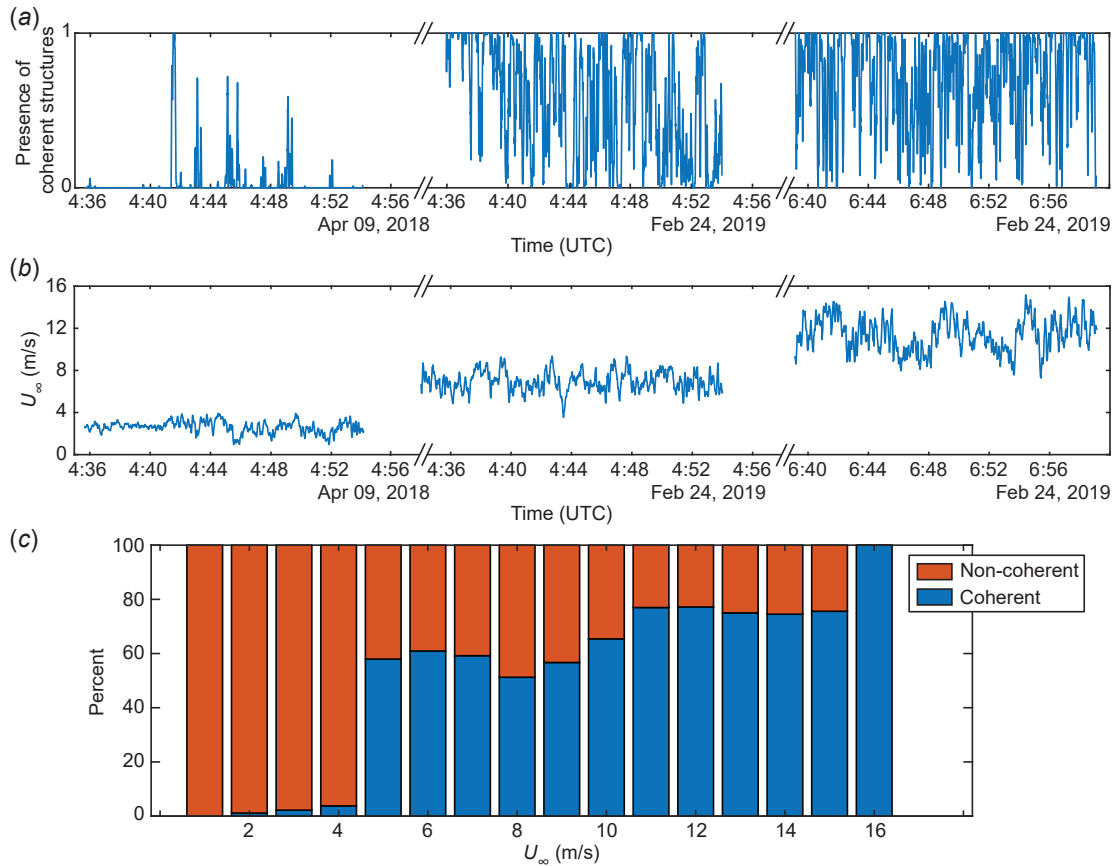 (a)
Presence of
coherent structures
1
0
4:36 4:40 4:44 4:48 4:52 4:56 4:36 4:40 4:44 4:48 4:52 4:56 6:40 6:44 6:48 6:52 6:56
Apr 09, 2018 Feb 24, 2019 Feb 24, 2019
Time (UTC)
(b)
U∞ (m/s)
16
12
8
4
0
4:36 4:40 4:44 4:48 4:52 4:56 4:36 4:40 4:44 4:48 4:52 4:56 6:40 6:44 6:48 6:52 6:56
Apr 09, 2018 Feb 24, 2019 Feb 24, 2019
Time (UTC)
(c)
Percent
100
80
60
40
20
0
Non-coherent
Coherent
2 4 6 8 10 12 14 16
U∞ (m/s)